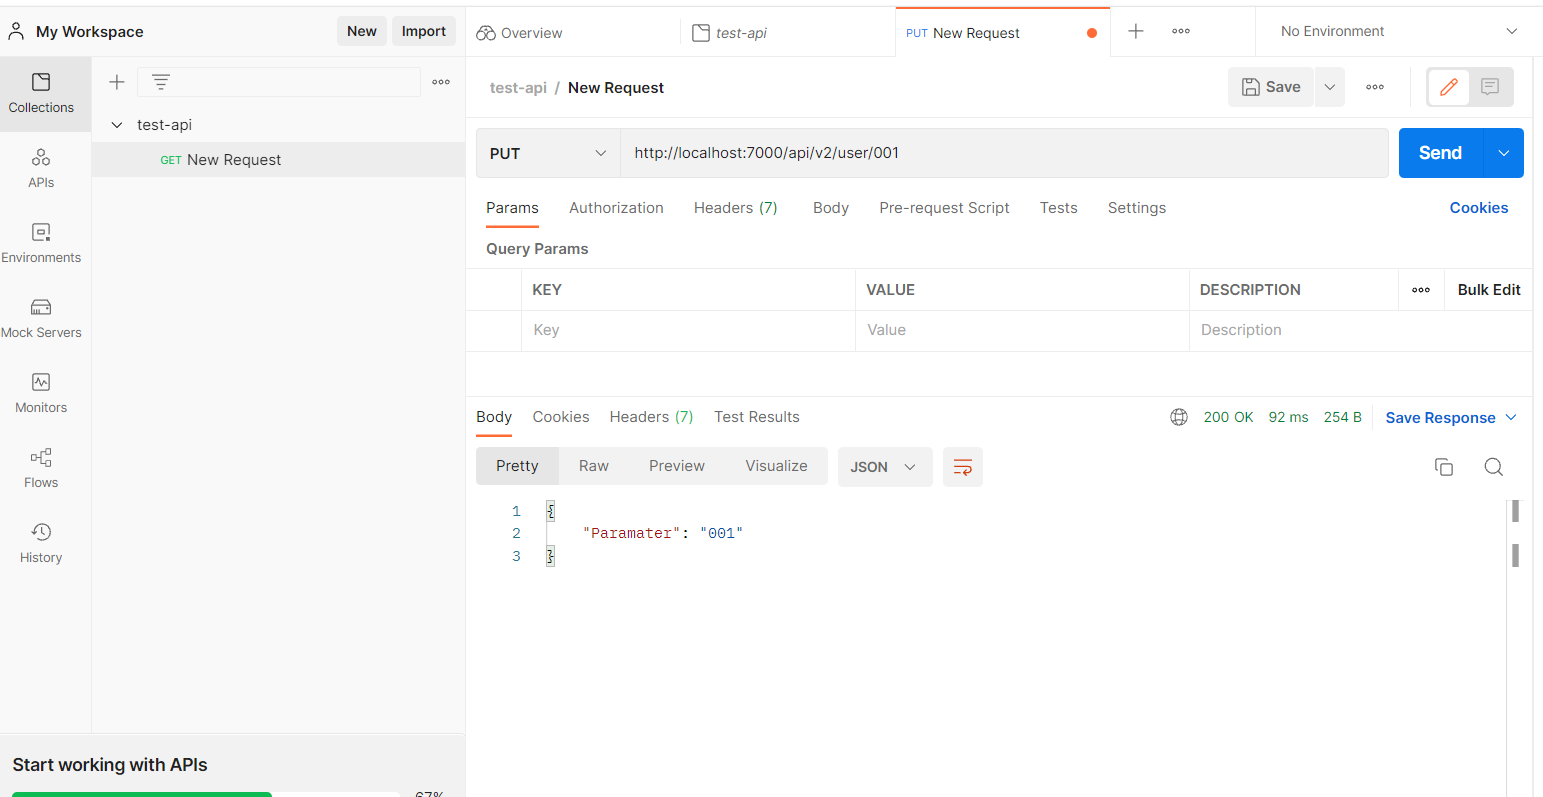 My Workspace
New
Import
Overview
test-api
PUT New Request
No Environment
Collections
APIs
Environments
Mock Servers
Monitors
Flows
History
test-api
GET New Request
test-api / New Request
Save
PUT
http://localhost:7000/api/v2/user/001
Send
Params Authorization Headers (7) Body Pre-request Script Tests Settings Cookies
Query Params
KEY VALUE DESCRIPTION Bulk Edit
Key Value Description
Body Cookies Headers (7) Test Results 200 OK 92 ms 254 B Save Response
Pretty Raw Preview Visualize JSON
1 {
2 "Paramater": "001"
3 }
Start working with APIs
67%